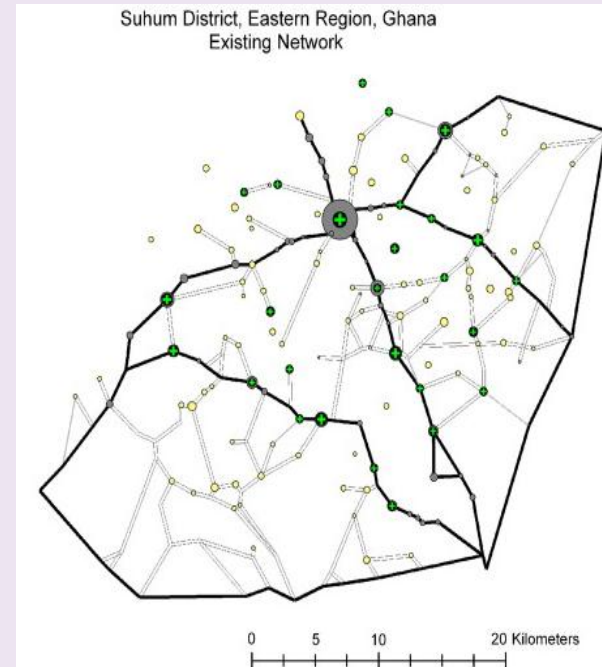 Suhum District, Eastern Region, Ghana
Existing Network
0 5 10 20 Kilometers